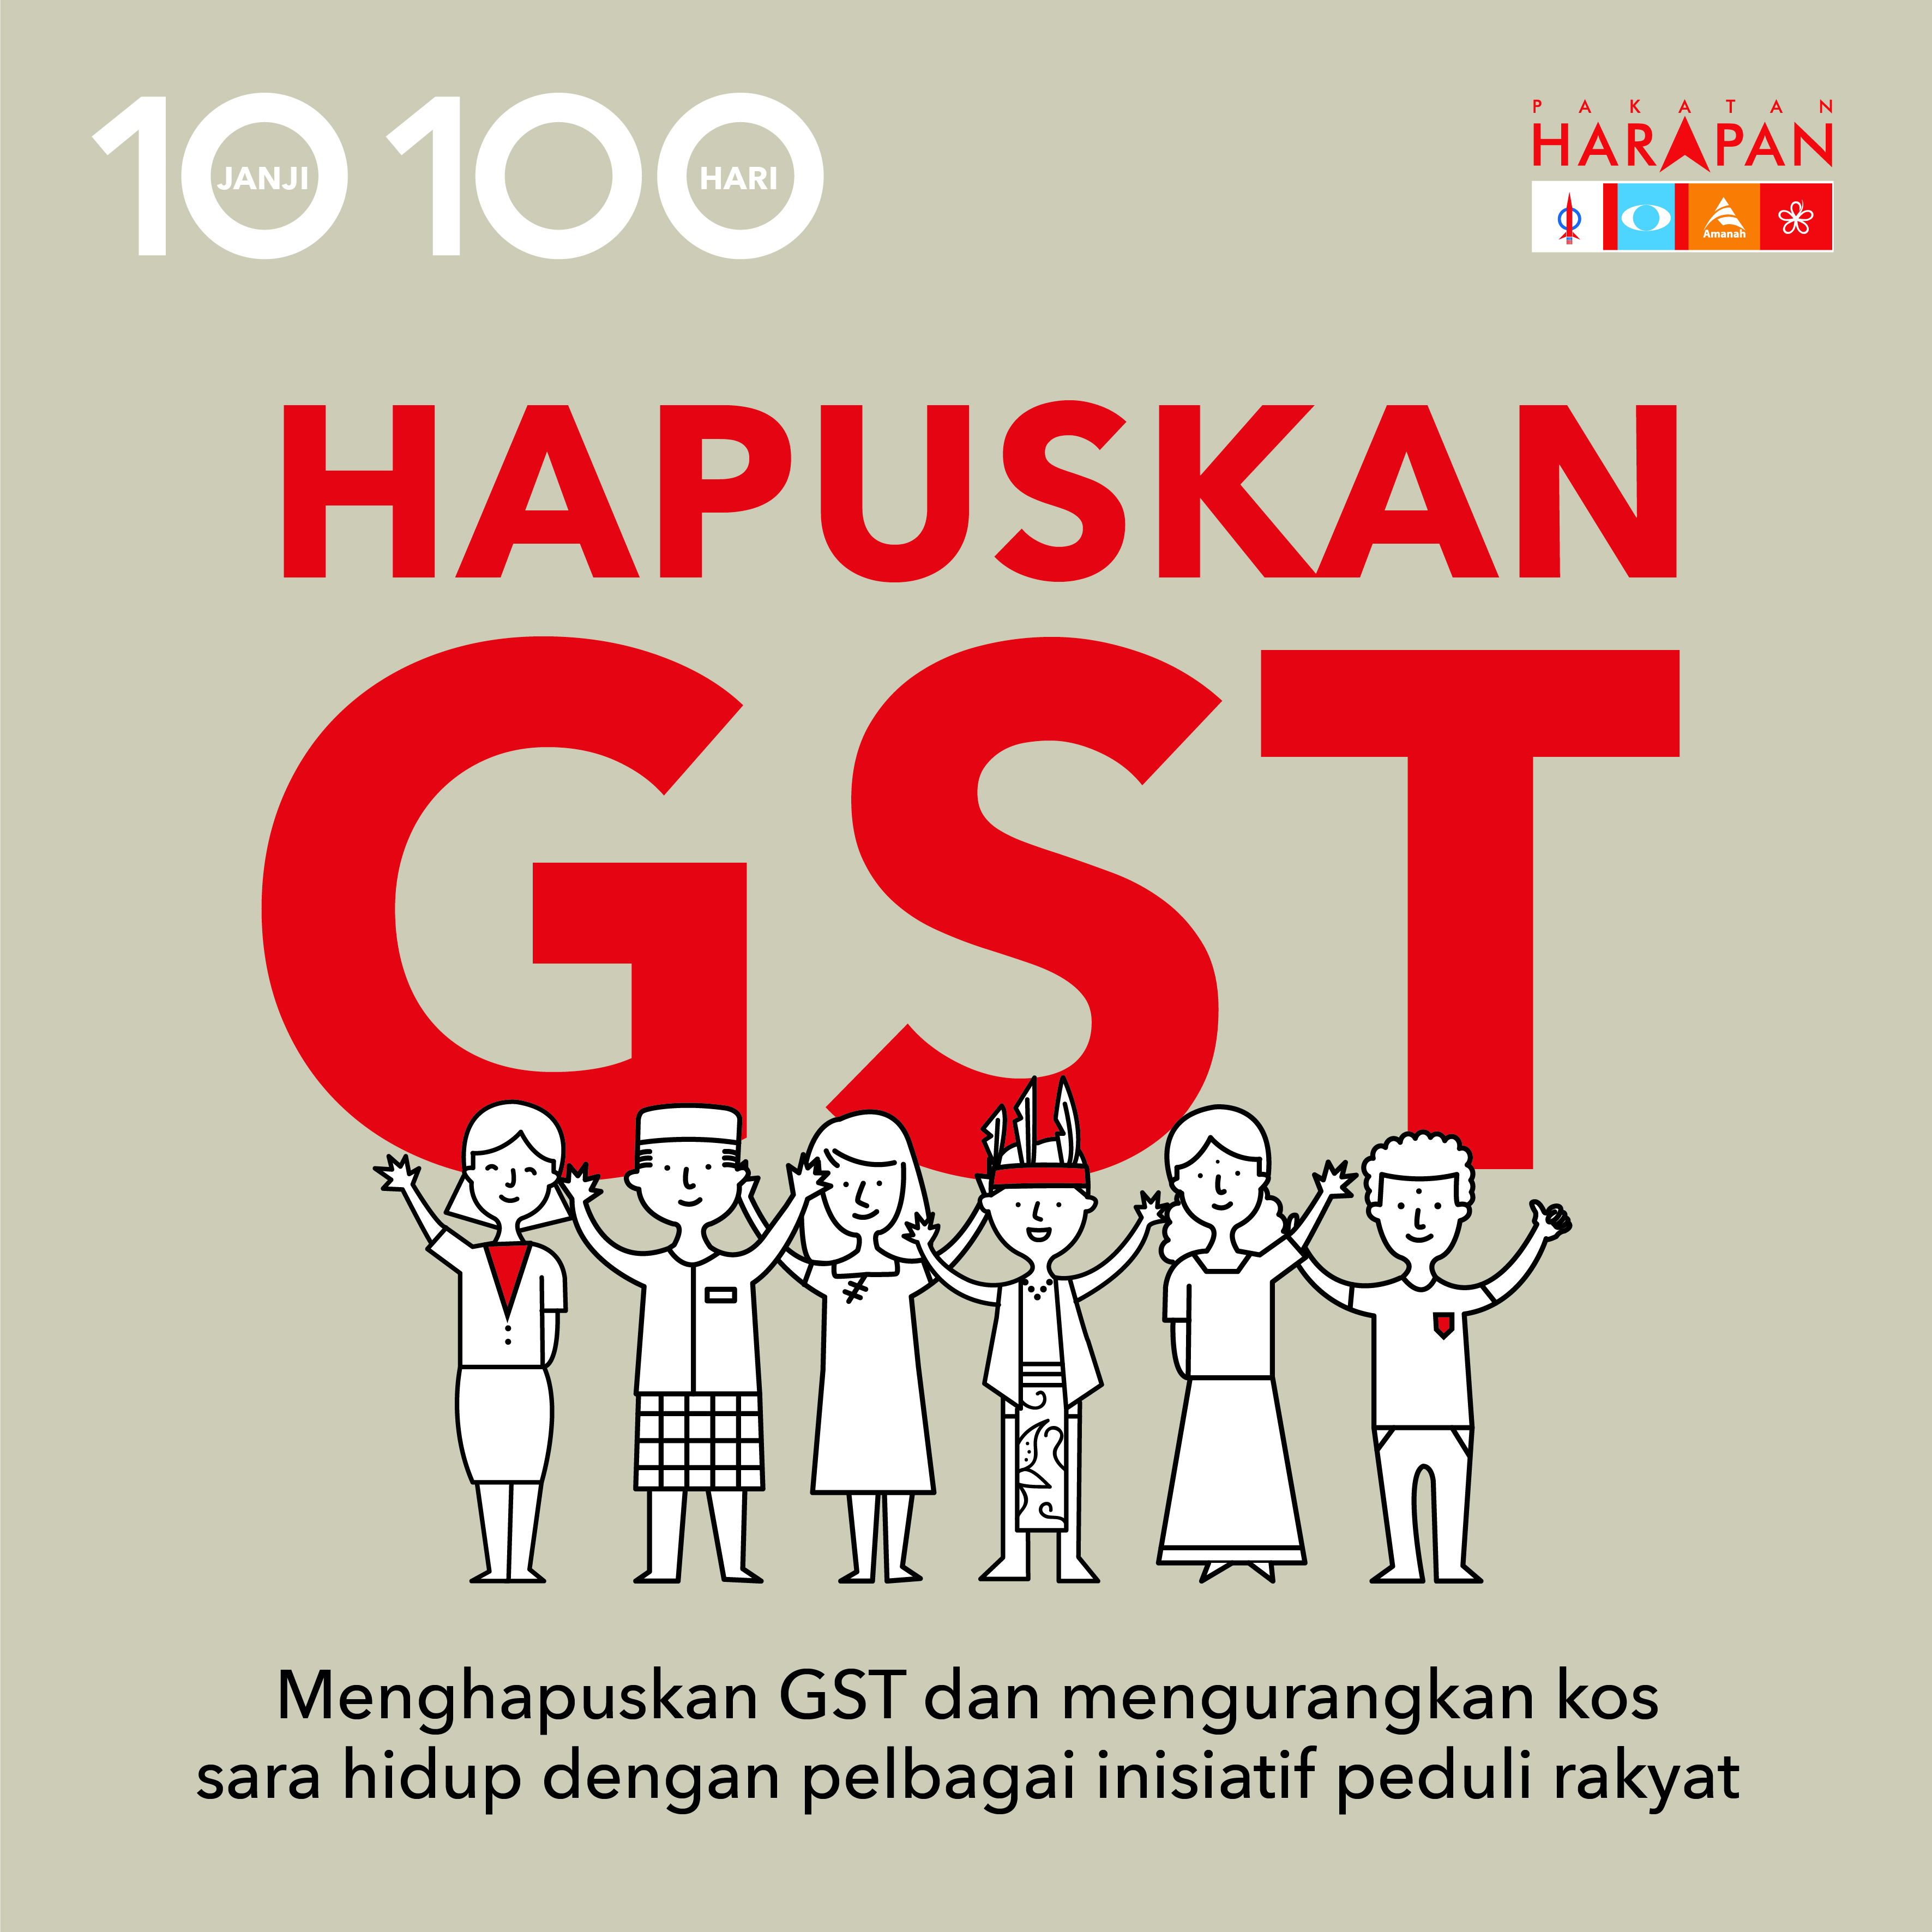 10 JANJI 100 HARI
PAKATAN
HARAPAN
Amanah
HAPUSKAN
GST
Menghapuskan GST dan mengurangkan kos
sara hidup dengan pelbagai inisiatif peduli rakyat